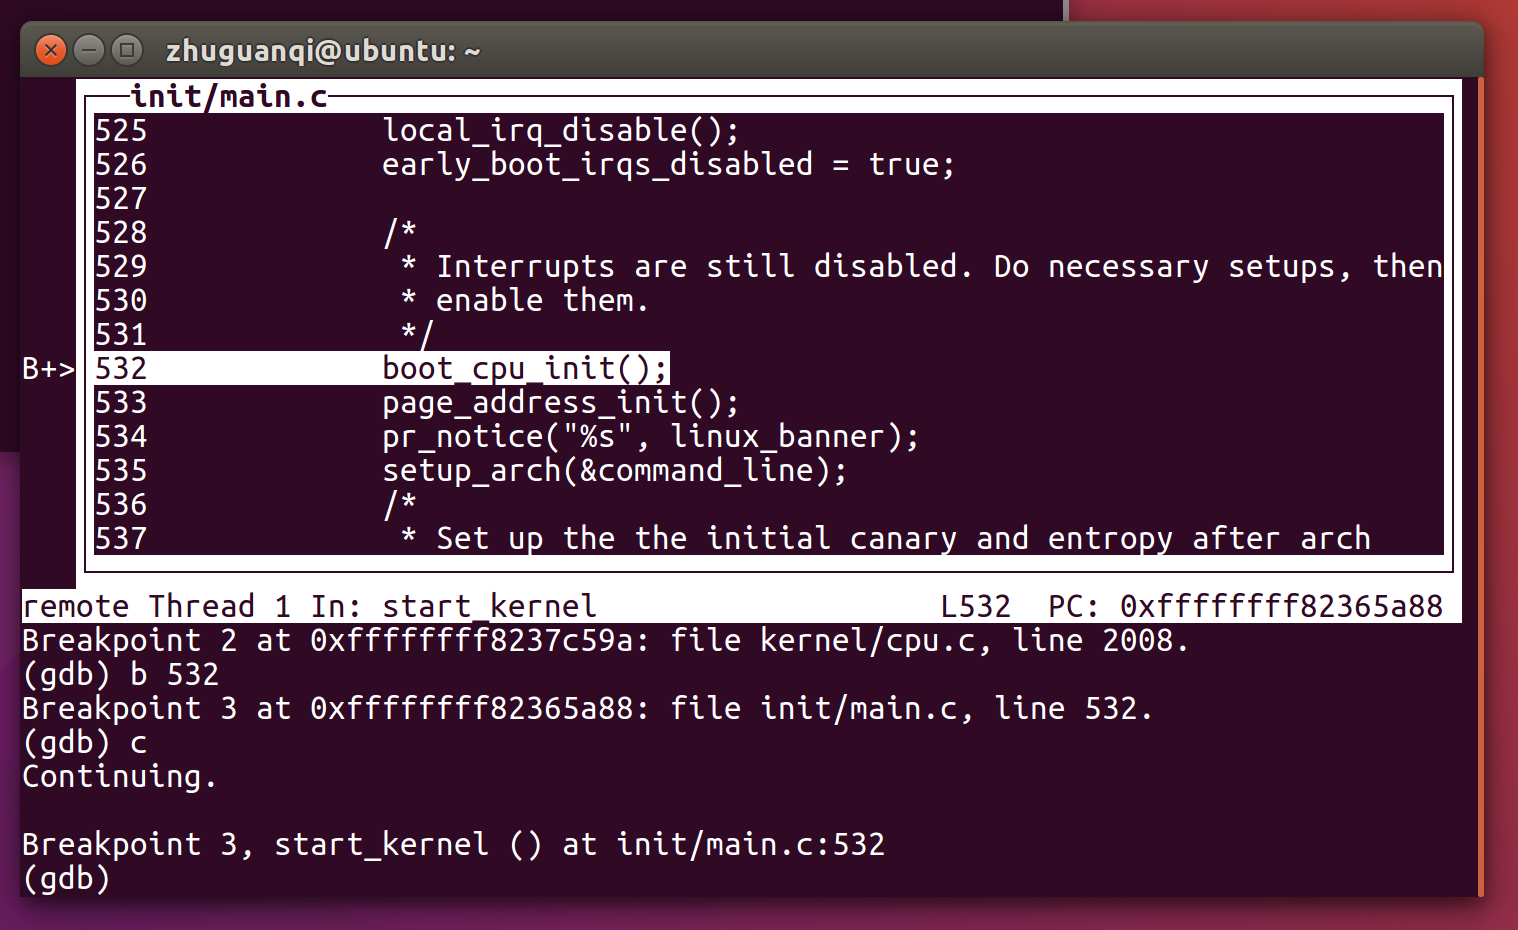 zhuguanqi@ubuntu: ~
init/main.c
525 local_irq_disable();
526 early_boot_irqs_disabled = true;
527
528 /*
529 * Interrupts are still disabled. Do necessary setups, then
530 * enable them.
531 */
B+> 532 boot_cpu_init();
533 page_address_init();
534 pr_notice("%s", linux_banner);
535 setup_arch(&command_line);
536 /*
537 * Set up the the initial canary and entropy after arch
remote Thread 1 In: start_kernel L532 PC: 0xffffffff82365a88
Breakpoint 2 at 0xffffffff8237c59a: file kernel/cpu.c, line 2008.
(gdb) b 532
Breakpoint 3 at 0xffffffff82365a88: file init/main.c, line 532.
(gdb) c
Continuing.
Breakpoint 3, start_kernel () at init/main.c:532
(gdb)